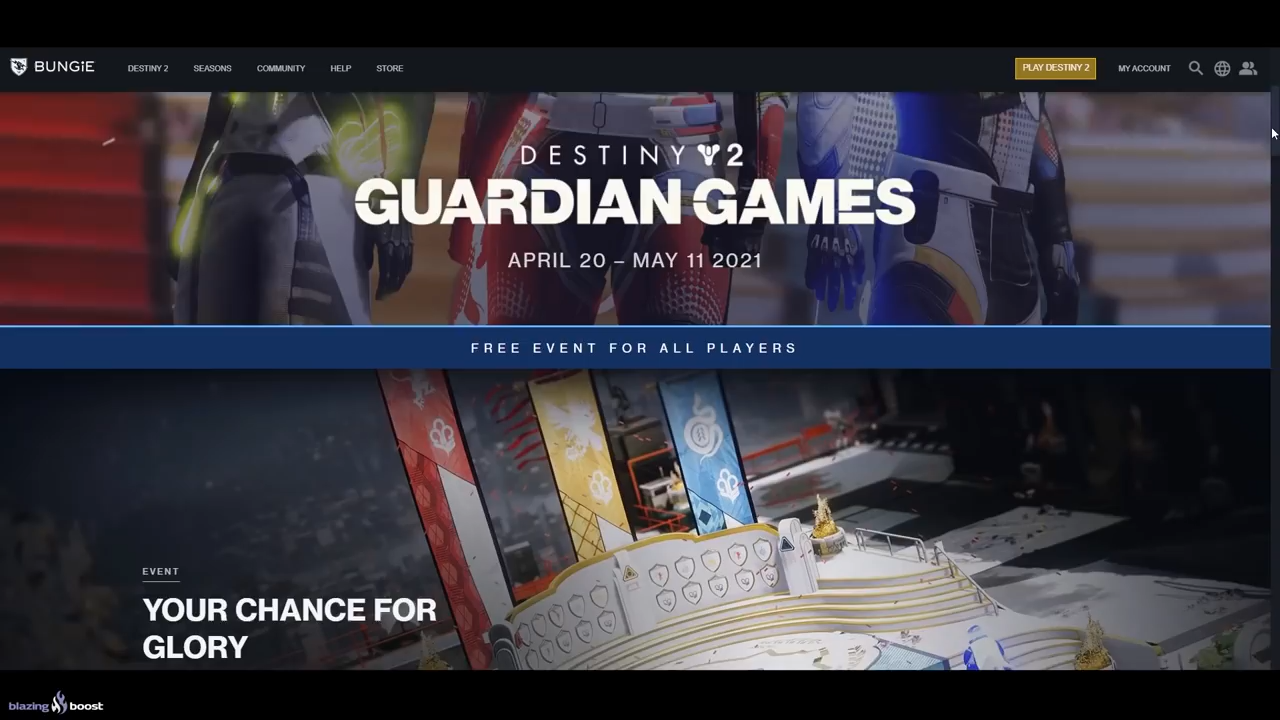 BUNGiE DESTINY 2 SEASONS COMMUNITY HELP STORE PLAY DESTINY 2 MY ACCOUNT
DESTINY 2
GUARDIAN GAMES
APRIL 20 – MAY 11 2021
FREE EVENT FOR ALL PLAYERS
EVENT
YOUR CHANCE FOR
GLORY
blazing boost